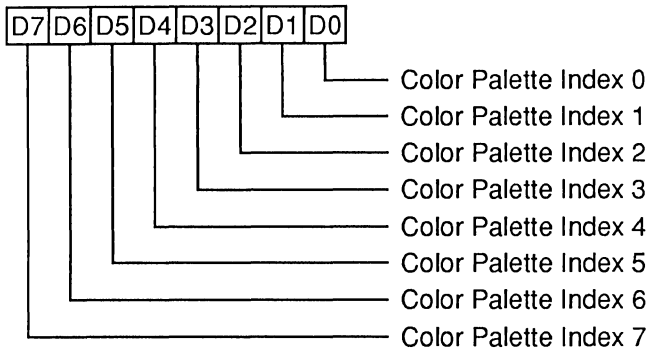 D7 D6 D5 D4 D3 D2 D1 D0
Color Palette Index 0
Color Palette Index 1
Color Palette Index 2
Color Palette Index 3
Color Palette Index 4
Color Palette Index 5
Color Palette Index 6
Color Palette Index 7